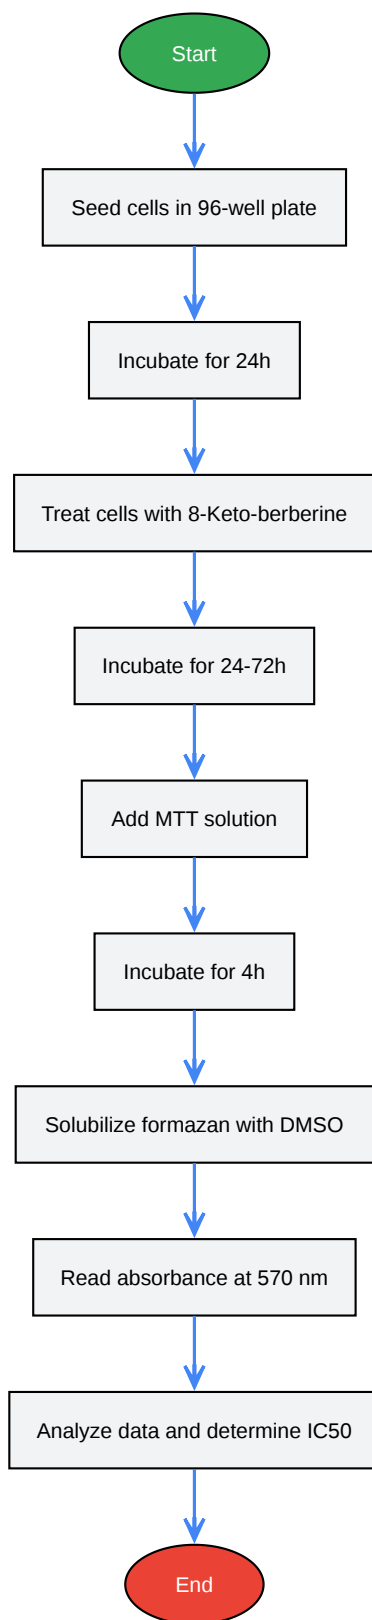 Start
Seed cells in 96-well plate
Incubate for 24h
Treat cells with 8-Keto-berberine
Incubate for 24-72h
Add MTT solution
Incubate for 4h
Solubilize formazan with DMSO
Read absorbance at 570 nm
Analyze data and determine IC50
End